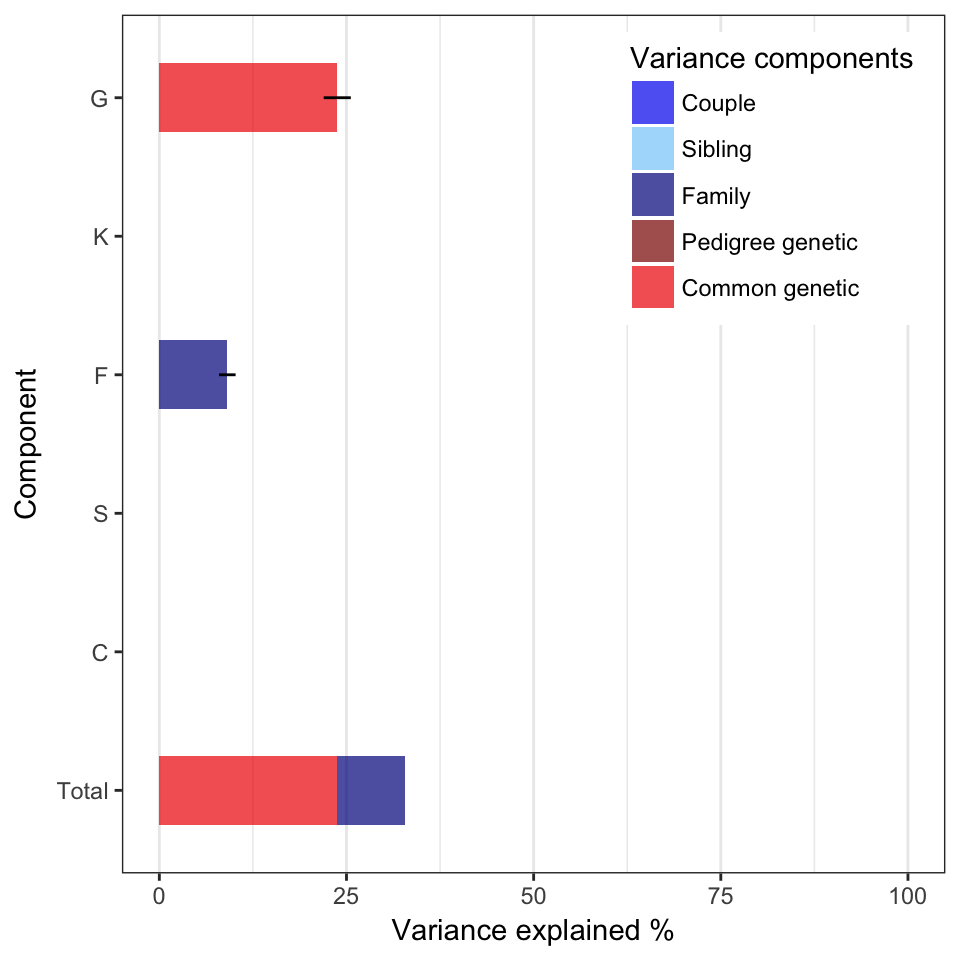 Variance components
Couple
Sibling
Family
Pedigree genetic
Common genetic
G
K
F
S
C
Total
Component
0 25 50 75 100
Variance explained %